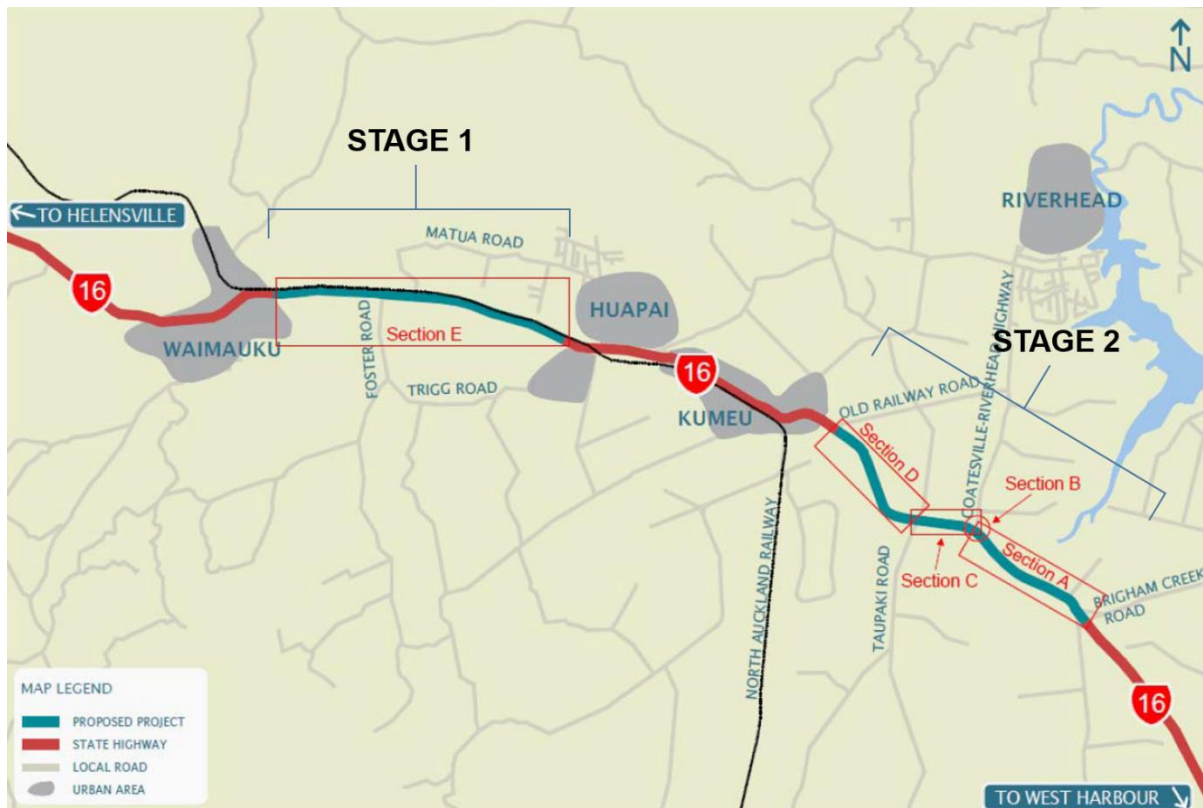 N
STAGE 1
RIVERHEAD
←TO HELENSVILLE
MATUA ROAD
16
HUAPAI
COATESVILLE-RIVERHEAD HIGHWAY
Section E
WAIMAUKU
FOSTER ROAD
STAGE 2
16
TRIGG ROAD
OLD RAILWAY ROAD
KUMEU
Section D
Section B
NORTH AUCKLAND RAILWAY
Section A
Section C
TAUPAKI ROAD
BRIGHAM CREEK
ROAD
MAP LEGEND
PROPOSED PROJECT
STATE HIGHWAY
LOCAL ROAD
URBAN AREA
16
TO WEST HARBOUR ↘